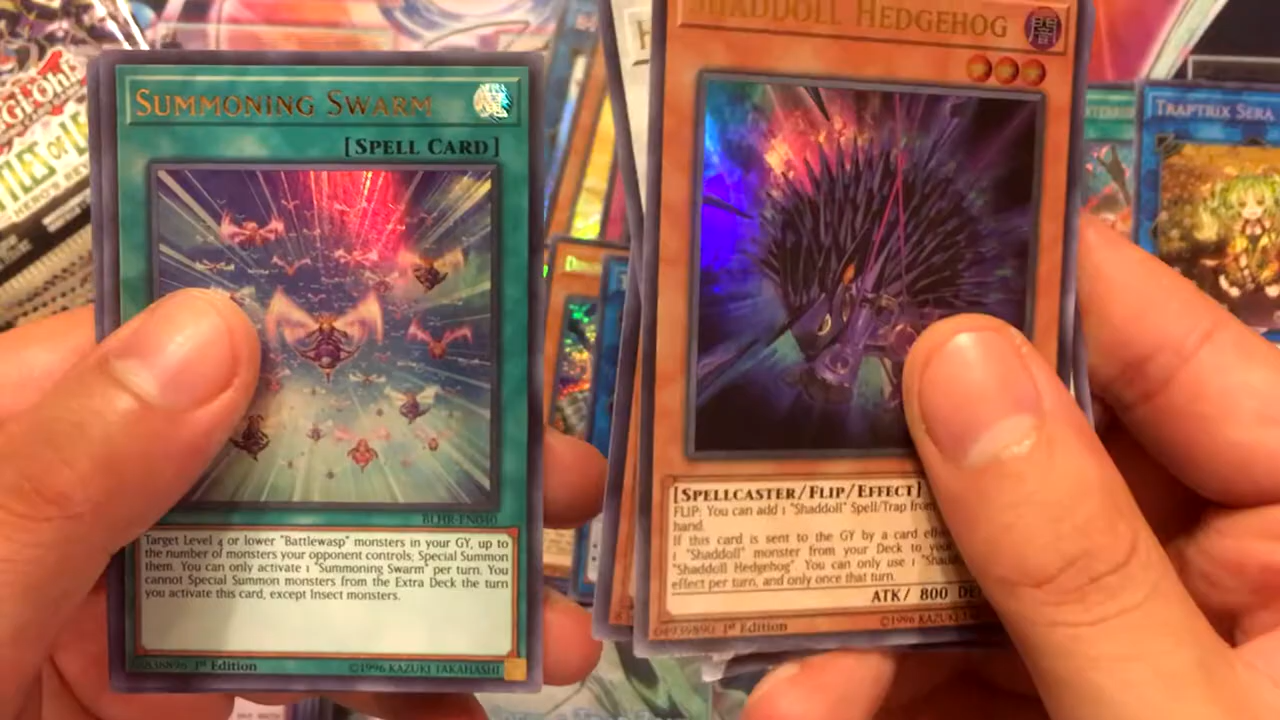 SUMMONING SWARM
[SPELL CARD]
BLHR-EN040
Target Level 4 or lower "Battlewasp" monsters in your GY, up to
the number of monsters your opponent controls; Special Summon
them. You can only activate 1 "Summoning Swarm" per turn. You
cannot Special Summon monsters from the Extra Deck the turn
you activate this card, except Insect monsters.
1st Edition
©1996 KAZUKI TAKAHASHI
SHADDOLL HEDGEHOG
[SPELLCASTER/FLIP/EFFECT]
FLIP: You can add 1 "Shaddoll" Spell/Trap from
hand.
If this card is sent to the GY by a card
1 "Shaddoll" monster from your Deck to
"Shaddoll Hedgehog". You can only use 1
effect per turn, and only once that turn.
ATK/ 800
04939890 1st Edition
©1996 KAZUKI
TRAPTRIX SERA